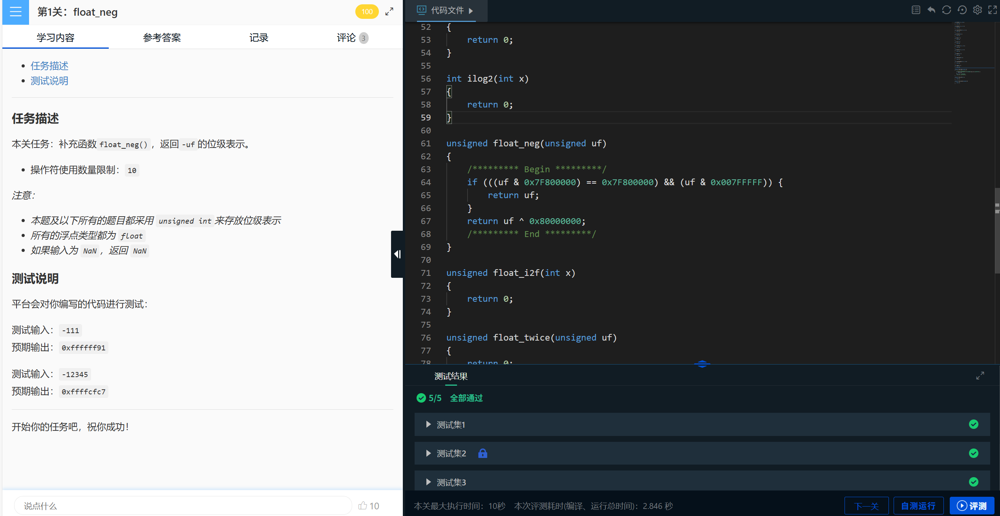 第1关：float_neg
100
学习内容
参考答案
记录
评论 3
任务描述
测试说明
任务描述
本关任务：补充函数 float_neg()，返回 -uf 的位级表示。
操作符使用数量限制：10
注意：
本题及以下所有的题目都采用 unsigned int 来存放位级表示
所有的浮点类型都为 float
如果输入为 NaN，返回 NaN
测试说明
平台会对你编写的代码进行测试：
测试输入：-111
预期输出：0xffffff91
测试输入：-12345
预期输出：0xffffcfc7
开始你的任务吧，祝你成功！
说点什么
10
代码文件
52 {
53     return 0;
54 }
55
56 int ilog2(int x)
57 {
58     return 0;
59 }
60
61 unsigned float_neg(unsigned uf)
62 {
63     /********* Begin *********/
64     if (((uf & 0x7F800000) == 0x7F800000) && (uf & 0x007FFFFF)) {
65         return uf;
66     }
67     return uf ^ 0x80000000;
68     /********* End *********/
69 }
70
71 unsigned float_i2f(int x)
72 {
73     return 0;
74 }
75
76 unsigned float_twice(unsigned uf)
77 {
78     return 0;
测试结果
5/5 全部通过
测试集1
测试集2
测试集3
本关最大执行时间：10秒 本次评测耗时(编译、运行总时间)：2.846 秒
下一关
自测运行
评测